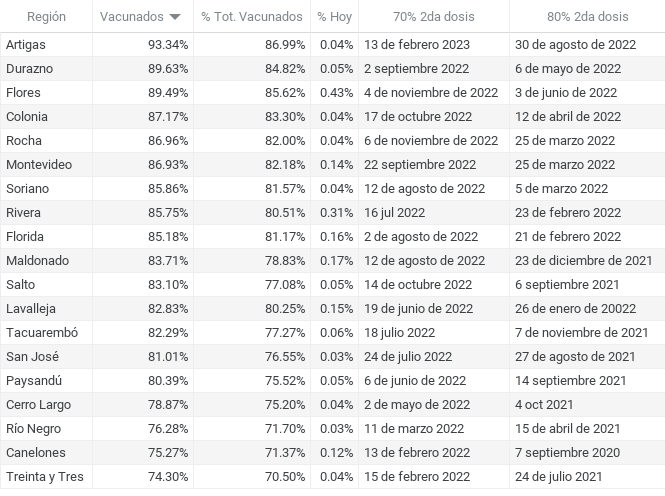 Región Vacunados % Tot. Vacunados % Hoy 70% 2da dosis 80% 2da dosis
Artigas 93.34% 86.99% 0.04% 13 de febrero 2023 30 de agosto de 2022
Durazno 89.63% 84.82% 0.05% 2 septiembre 2022 6 de mayo de 2022
Flores 89.49% 85.62% 0.43% 4 de noviembre de 2022 3 de junio de 2022
Colonia 87.17% 83.30% 0.04% 17 de octubre de 2022 12 de abril de 2022
Rocha 86.96% 82.00% 0.04% 6 de noviembre de 2022 25 de marzo 2022
Montevideo 86.93% 82.18% 0.14% 22 septiembre 2022 25 de marzo 2022
Soriano 85.86% 81.57% 0.04% 12 de agosto de 2022 5 de marzo 2022
Rivera 85.75% 80.51% 0.31% 16 jul 2022 23 de febrero 2022
Florida 85.18% 81.17% 0.16% 2 de agosto de 2022 21 de febrero 2022
Maldonado 83.71% 78.83% 0.17% 12 de agosto de 2022 23 de diciembre de 2021
Salto 83.10% 77.08% 0.05% 14 de octubre de 2022 6 septiembre 2021
Lavalleja 82.83% 80.25% 0.15% 19 de junio de 2022 26 de enero de 20022
Tacuarembó 82.29% 77.27% 0.06% 18 julio 2022 7 de noviembre de 2021
San José 81.01% 76.55% 0.03% 24 de julio de 2022 27 de agosto de 2021
Paysandú 80.39% 75.52% 0.05% 6 de junio de 2022 14 septiembre 2021
Cerro Largo 78.87% 75.20% 0.04% 2 de mayo de 2022 4 oct 2021
Río Negro 76.28% 71.70% 0.03% 11 de marzo 2022 15 de abril de 2021
Canelones 75.27% 71.37% 0.12% 13 de febrero 2022 7 septiembre 2020
Treinta y Tres 74.30% 70.50% 0.04% 15 de febrero 2022 24 de julio 2021